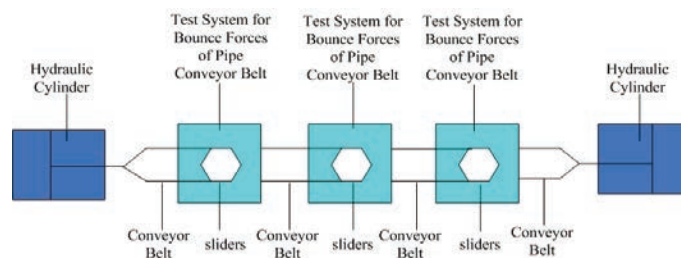 Test System for
Bounce Forces
of Pipe
Conveyor Belt
Test System for
Bounce Forces
of Pipe
Conveyor Belt
Test System for
Bounce Forces
of Pipe
Conveyor Belt
Hydraulic
Cylinder
Hydraulic
Cylinder
Conveyor
Belt
sliders
Conveyor
Belt
sliders
Conveyor
Belt
sliders
Conveyor
Belt